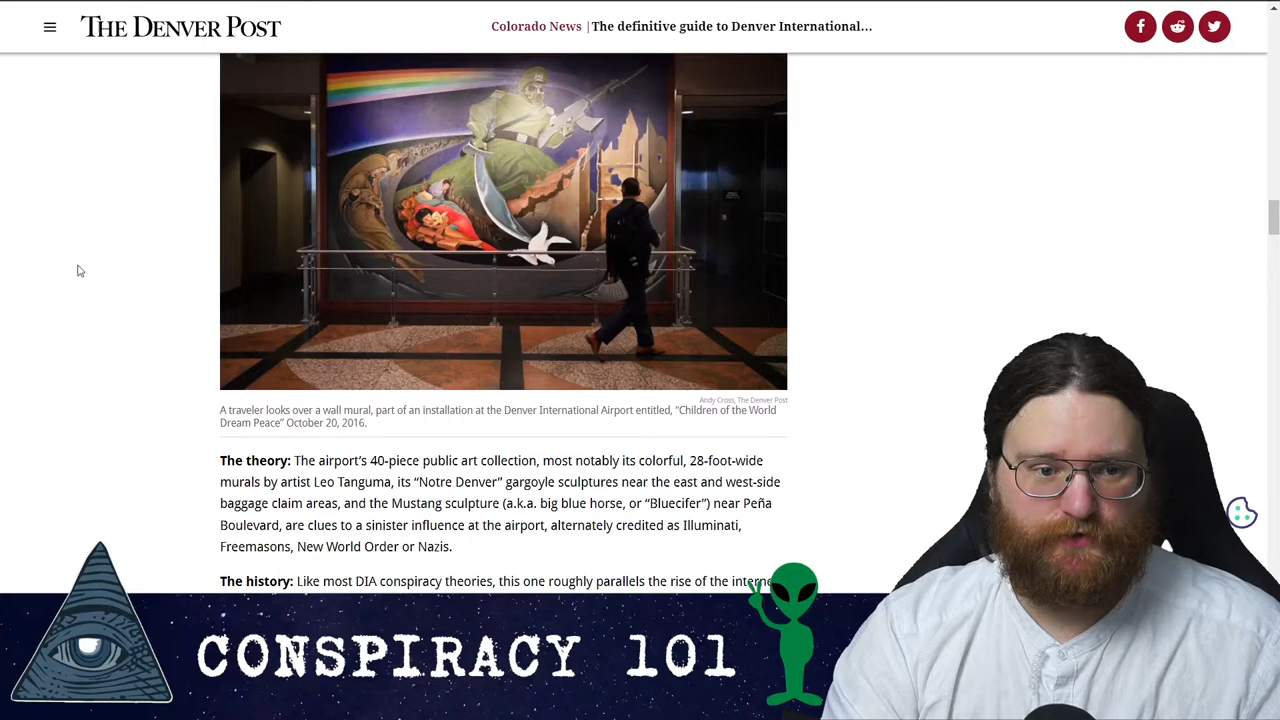 THE DENVER POST
Colorado News | The definitive guide to Denver International...
Andy Cross, The Denver Post
A traveler looks over a wall mural, part of an installation at the Denver International Airport entitled, “Children of the World
Dream Peace” October 20, 2016.
The theory: The airport’s 40-piece public art collection, most notably its colorful, 28-foot-wide
murals by artist Leo Tanguma, its “Notre Denver” gargoyle sculptures near the east and west-side
baggage claim areas, and the Mustang sculpture (a.k.a. big blue horse, or “Bluecifer”) near Peña
Boulevard, are clues to a sinister influence at the airport, alternately credited as Illuminati,
Freemasons, New World Order or Nazis.
The history: Like most DIA conspiracy theories, this one roughly parallels the rise of the
CONSPIRACY 101